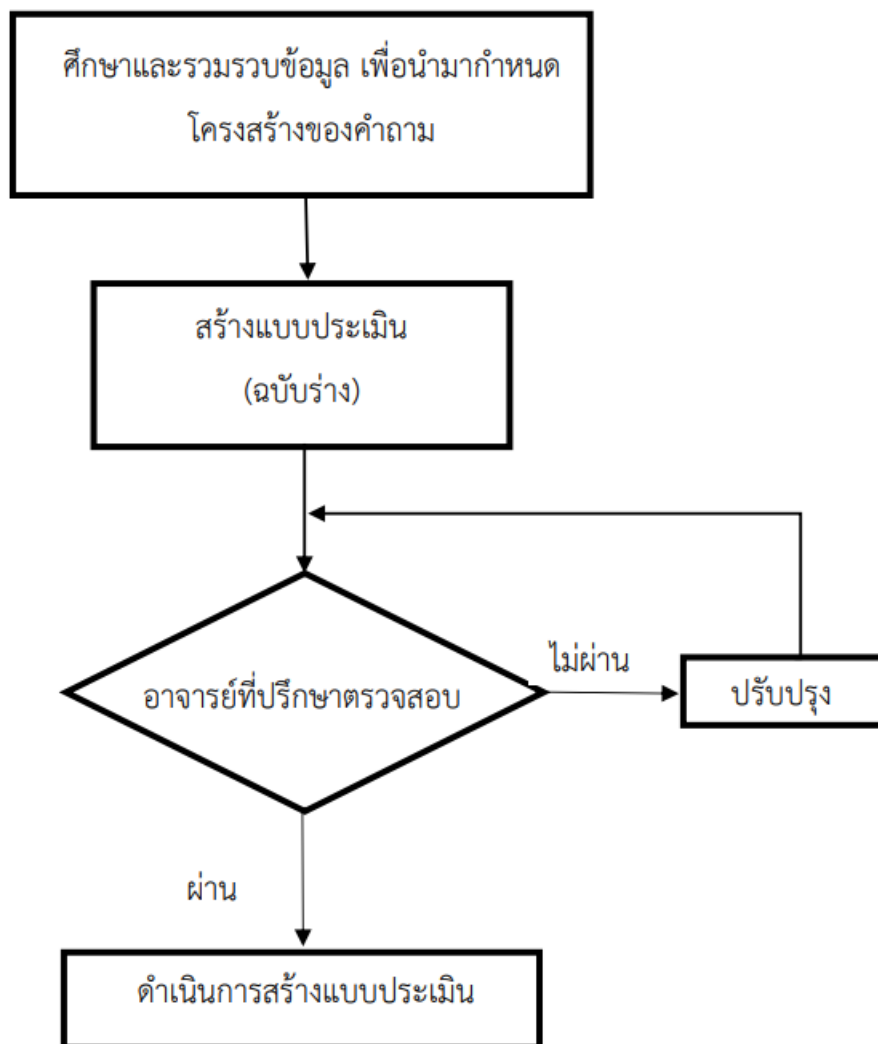 ศึกษาและรวมรวบข้อมูล เพื่อนำมากำหนด
โครงสร้างของคำถาม
สร้างแบบประเมิน
(ฉบับร่าง)
อาจารย์ที่ปรึกษาตรวจสอบ
ไม่ผ่าน
ปรับปรุง
ผ่าน
ดำเนินการสร้างแบบประเมิน